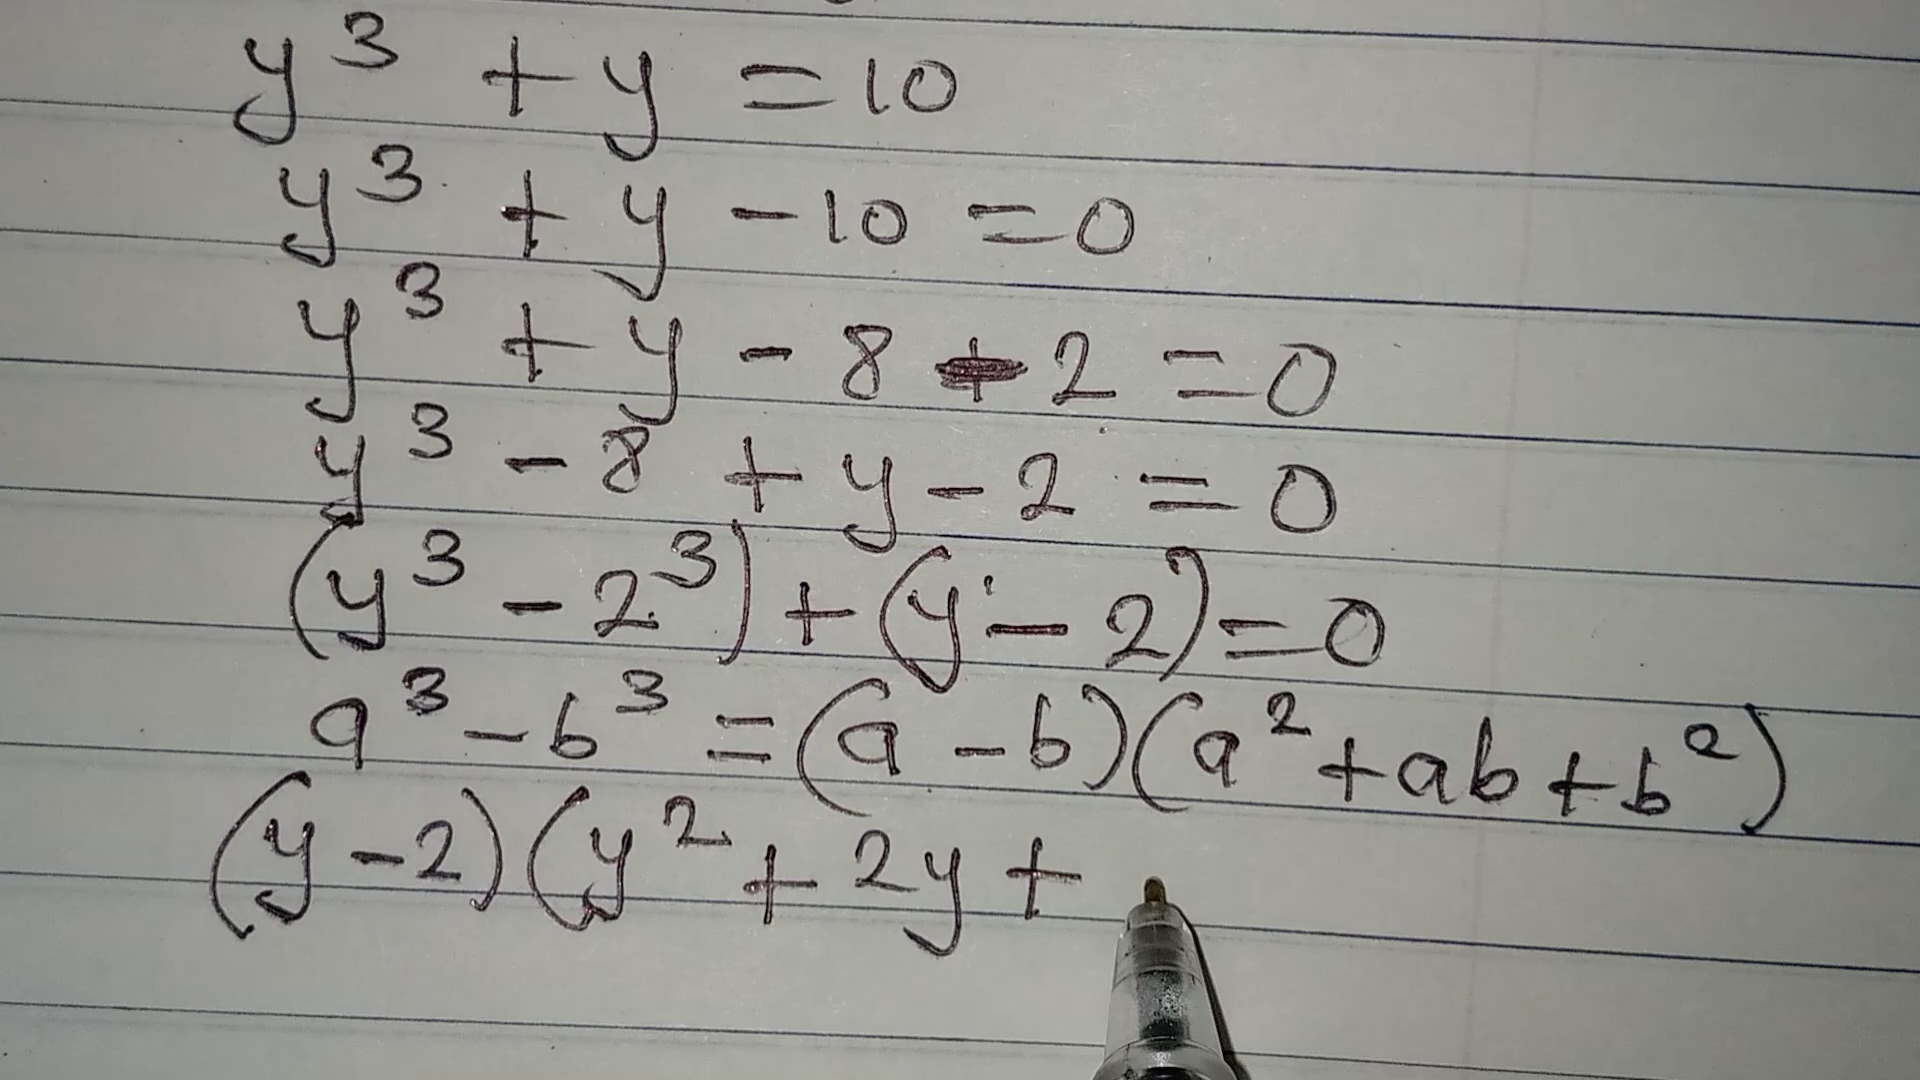 y³ + y = 10
y³ + y - 10 = 0
y³ + y - 8 - 2 = 0
y³ - 8 + y - 2 = 0
(y³ - 2³) + (y - 2) = 0
a³ - b³ = (a - b)(a² + ab + b²)
(y - 2)(y² + 2y +